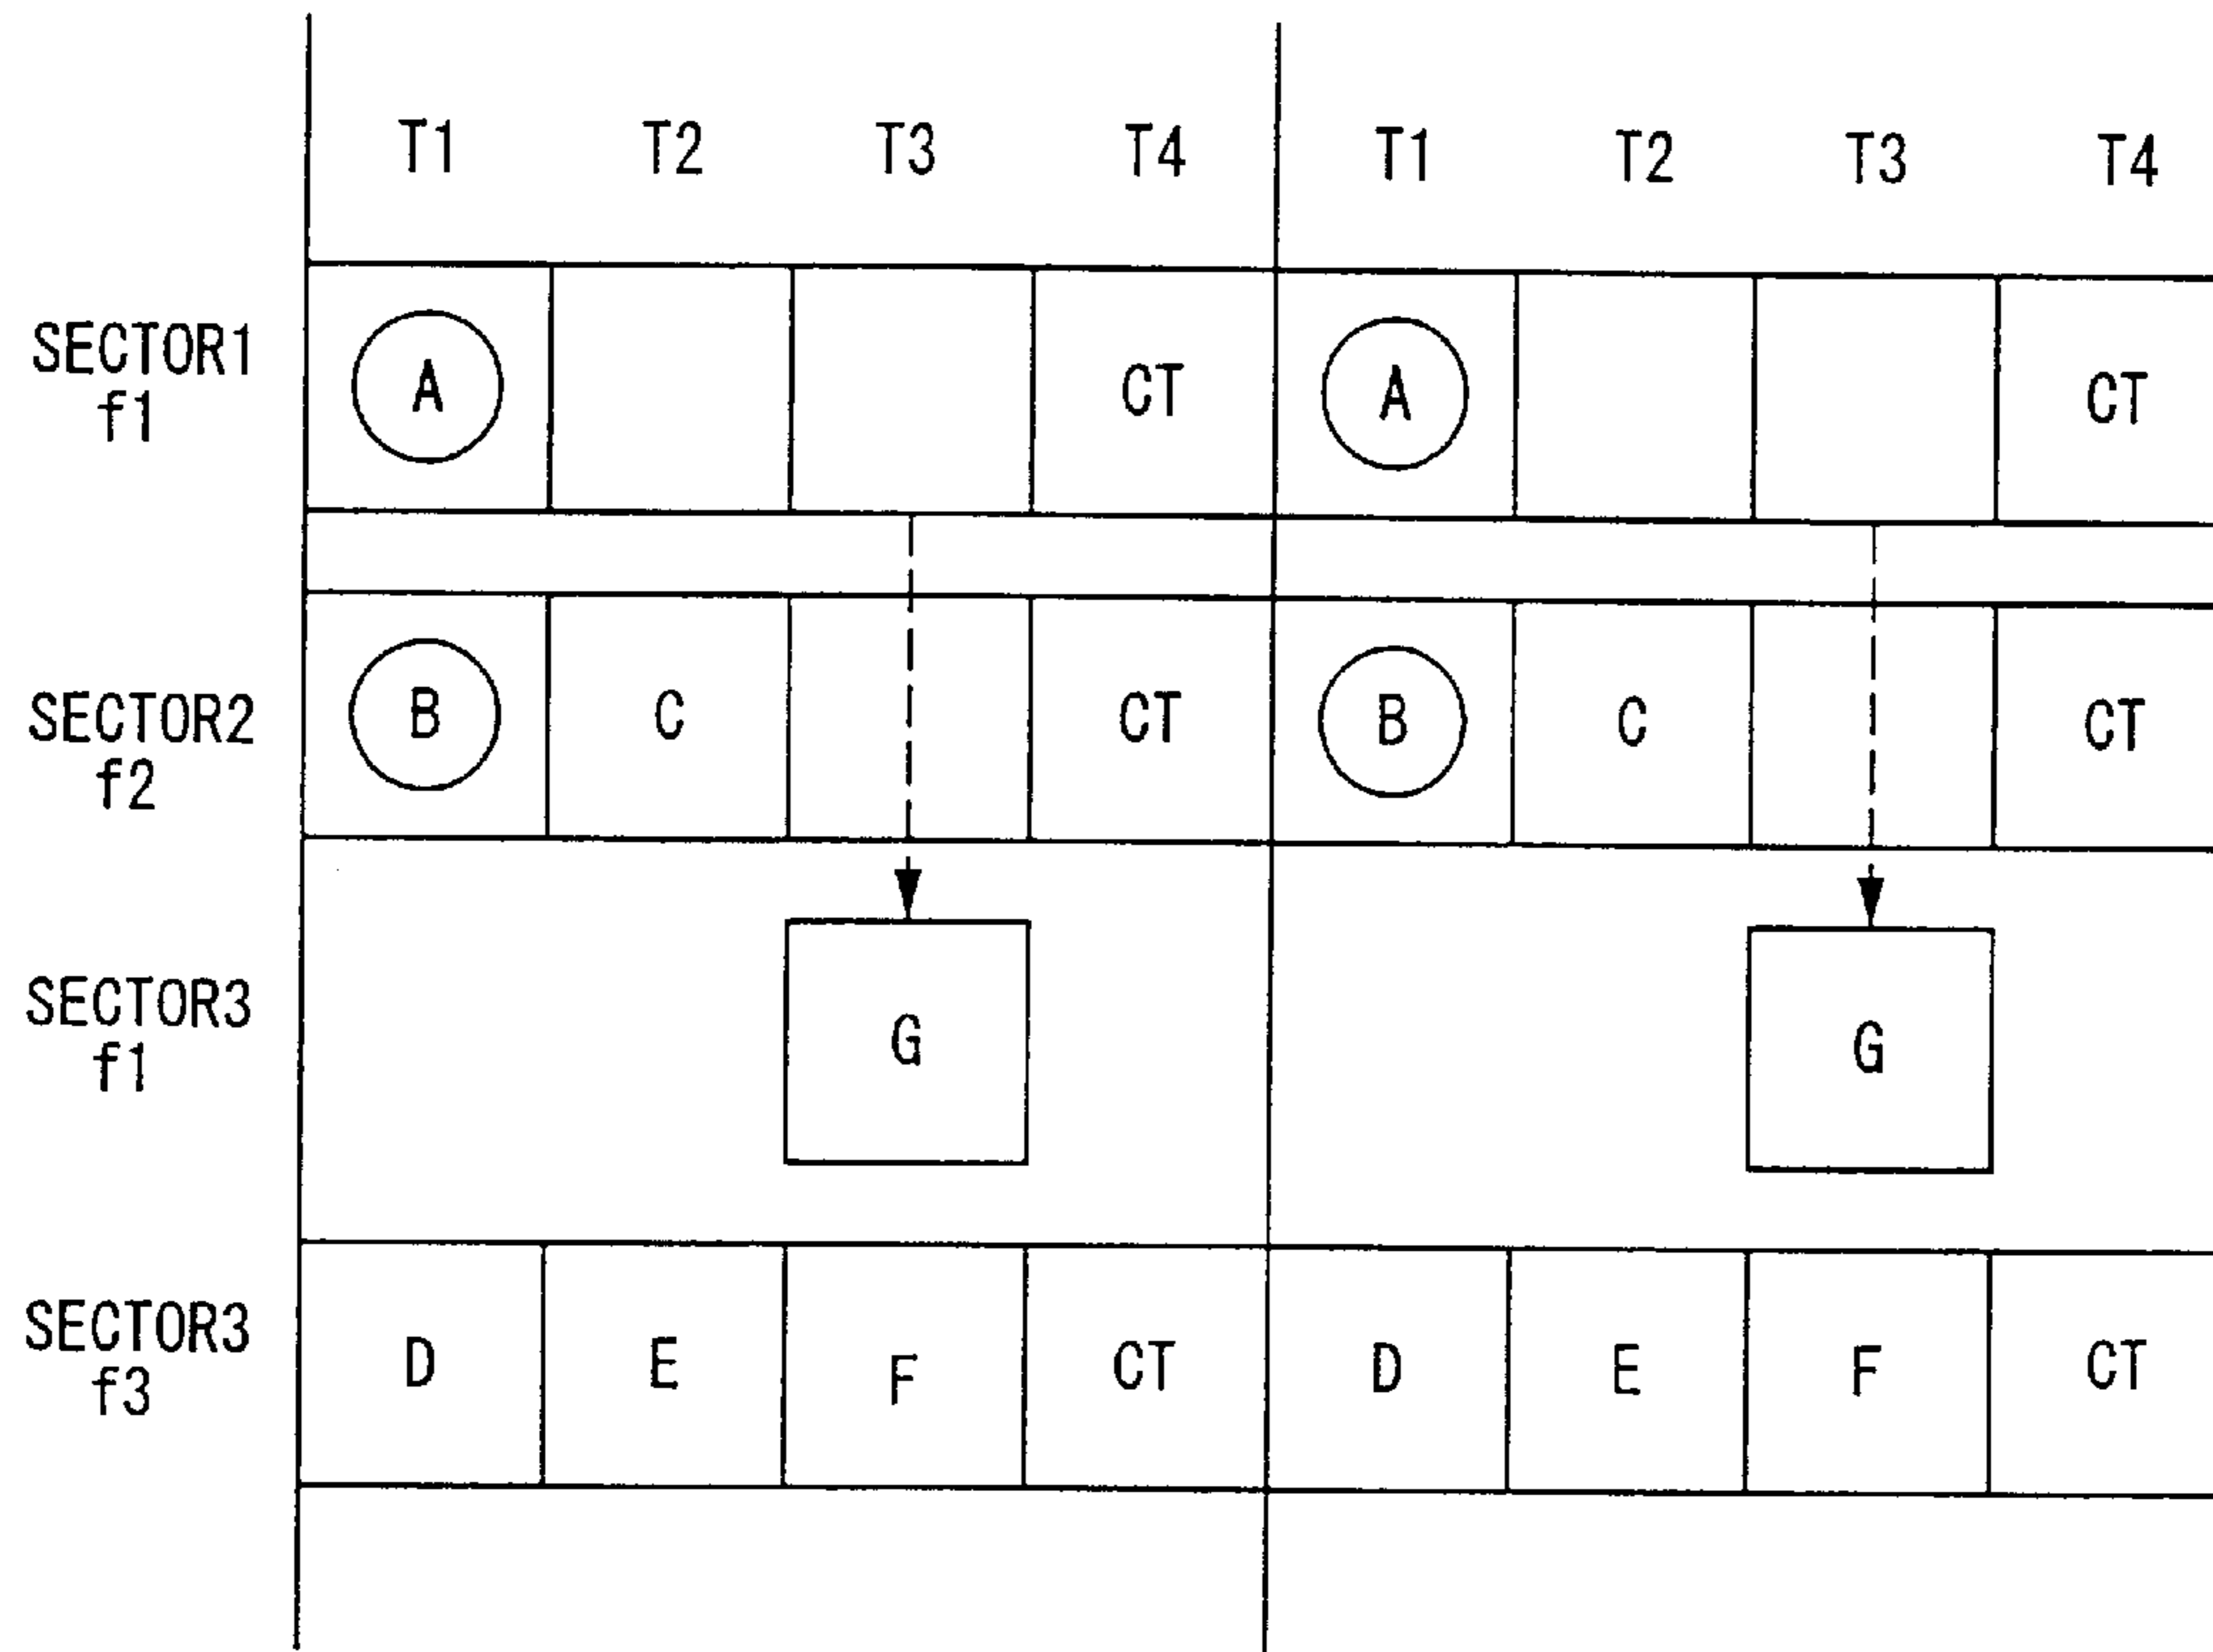 T1 T2 T3 T4 T1 T2 T3 T4
SECTOR1
f1
A CT A CT
SECTOR2
f2
B C CT B C CT
SECTOR3
f1
G G
SECTOR3
f3
D E F CT D E F CT